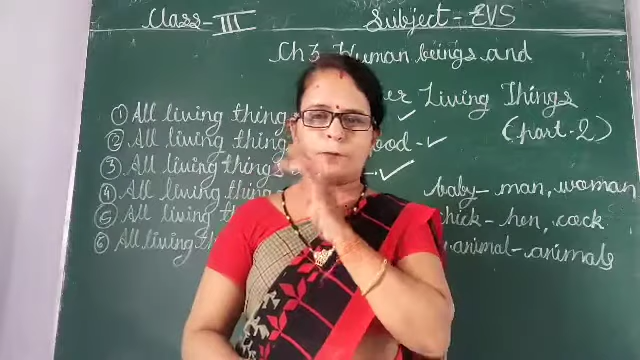 Class - III Subject - EVS
Ch 3 Human beings and
Living Things
(part-2)
① All living thing
② All living thing ood - ✓
③ All living things ✓
④ All living things
⑤ All living thing
⑥ All living th
baby - man, woman
chick - hen, cock
animal - animals